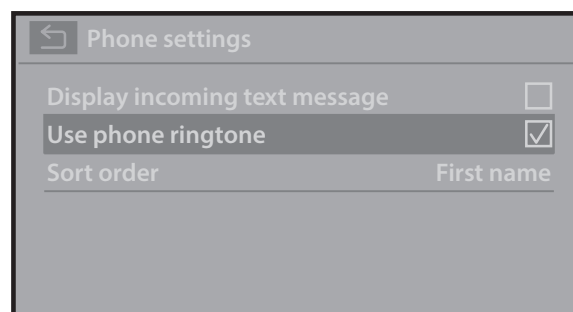 Phone settings
Display incoming text message
Use phone ringtone
Sort order First name